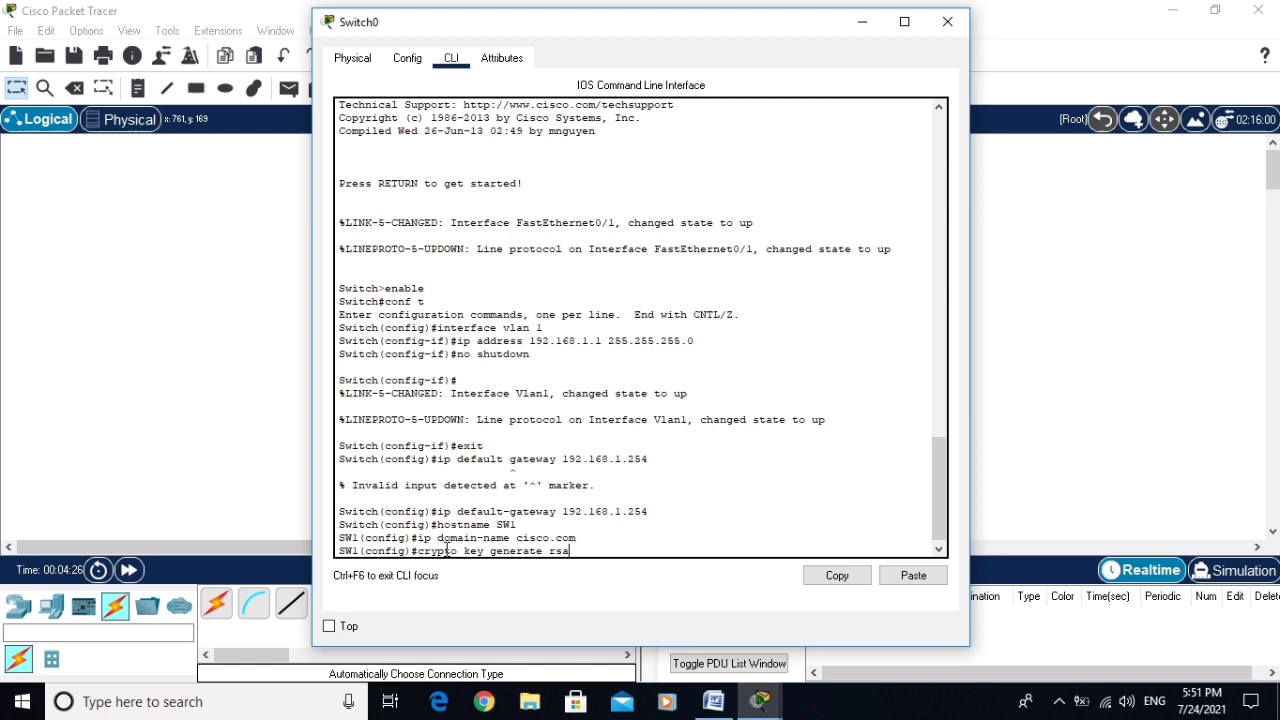 Cisco Packet Tracer
Switch0
File Edit Options View Tools Extensions Window
Physical Config CLI Attributes
IOS Command Line Interface
Logical Physical x: 761, y: 169
[Root] 02:16:00
Technical Support: http://www.cisco.com/techsupport
Copyright (c) 1986-2013 by Cisco Systems, Inc.
Compiled Wed 26-Jun-13 02:49 by mnguyen
Press RETURN to get started!
%LINK-5-CHANGED: Interface FastEthernet0/1, changed state to up
%LINEPROTO-5-UPDOWN: Line protocol on Interface FastEthernet0/1, changed state to up
Switch>enable
Switch#conf t
Enter configuration commands, one per line. End with CNTL/Z.
Switch(config)#interface vlan 1
Switch(config-if)#ip address 192.168.1.1 255.255.255.0
Switch(config-if)#no shutdown
Switch(config-if)#
%LINK-5-CHANGED: Interface Vlan1, changed state to up
%LINEPROTO-5-UPDOWN: Line protocol on Interface Vlan1, changed state to up
Switch(config-if)#exit
Switch(config)#ip default gateway 192.168.1.254
^
% Invalid input detected at '^' marker.
Switch(config)#ip default-gateway 192.168.1.254
Switch(config)#hostname SW1
SW1(config)#ip domain-name cisco.com
SW1(config)#crypto key generate rsa
Ctrl+F6 to exit CLI focus
Copy Paste
Top
Time: 00:04:26
Realtime Simulation
ination Type Color Time(sec) Periodic Num Edit Delete
Toggle PDU List Window
Automatically Choose Connection Type
Type here to search
ENG
5:51 PM
7/24/2021